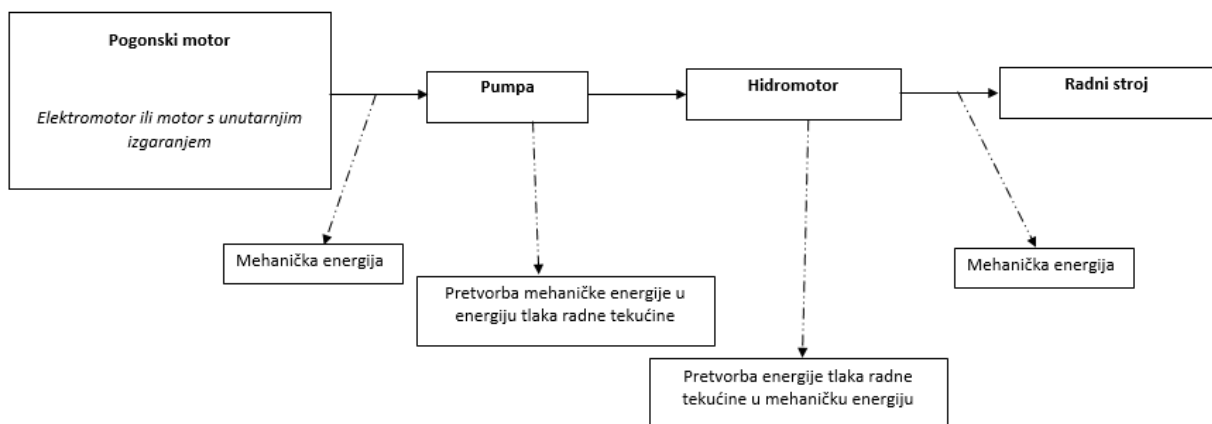 Pogonski motor
Elektromotor ili motor s unutarnjim
izgaranjem
Pumpa
Hidromotor
Radni stroj
Mehanička energija
Pretvorba mehaničke energije u
energiju tlaka radne tekućine
Pretvorba energije tlaka radne
tekućine u mehaničku energiju
Mehanička energija